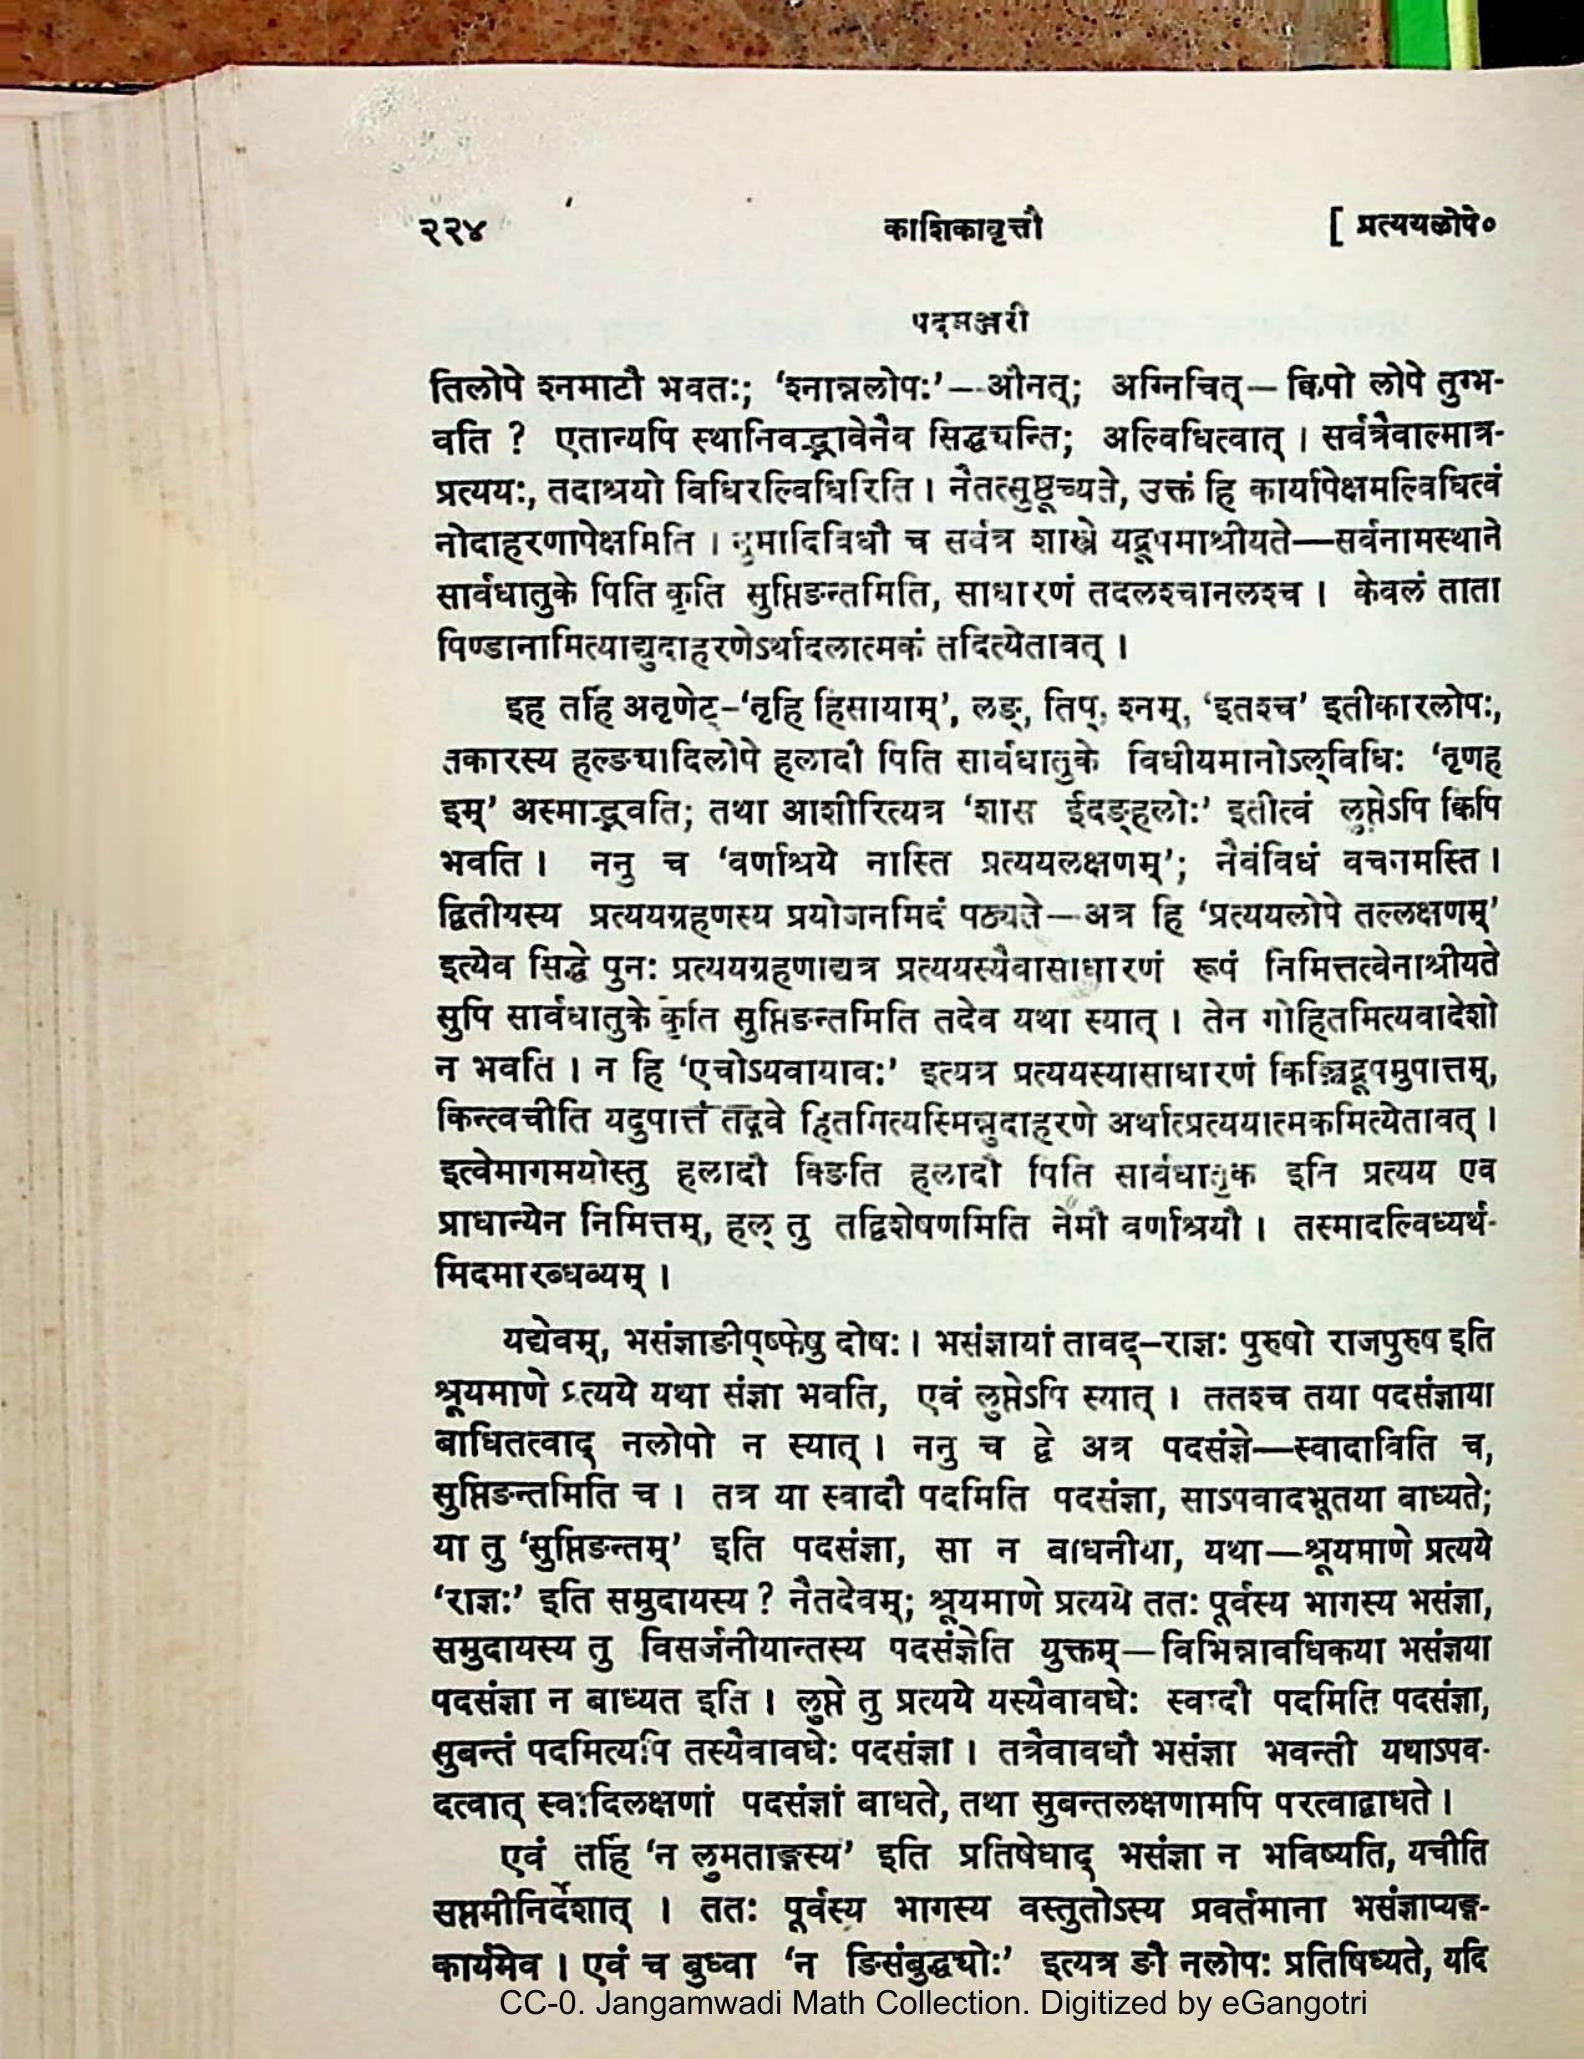 २२४ काशिकावृत्तौ [ प्रत्ययलोपे०
पदमञ्जरी
तिलोपे श्नमाटौ भवतः; ‘श्नान्नलोपः’—औनत्; अग्निचित्—क्विपो लोपे तुग्भ-
वति ? एतान्यपि स्थानिवद्भावेनैव सिद्ध्यन्ति; अल्विधित्वात् । सर्वत्रैवाल्मात्र-
प्रत्ययः, तदाश्रयो विधिरल्विधिरिति । नैतत्सुष्ठूच्यते, उक्तं हि कार्यापेक्षमल्विधित्वं
नोदाहरणापेक्षमिति । नुमादिविधौ च सर्वत्र शास्त्रे यद्रूपमाश्रीयते—सर्वनामस्थाने
सार्वधातुके पिति कृति सुप्तिङन्तमिति, साधारणं तदलश्चानलश्च । केवलं ताता
पिण्डानामित्याद्युदाहरणेऽर्थादलात्मकं तदित्येतावत् ।
इह तर्हि अतृणेट्–‘तृहि हिंसायाम्’, लङ्, तिप्, श्नम्, ‘इतश्च’ इतीकारलोपः,
तकारस्य हल्ङ्यादिलोपे हलादौ पिति सार्वधातुके विधीयमानोऽल्विधिः ‘तृणह
इम्’ अस्माद्भवति; तथा आशीरित्यत्र ‘शास ईदङ्हलोः’ इतीत्वं लुप्तेऽपि क्विपि
भवति । ननु च ‘वर्णाश्रये नास्ति प्रत्ययलक्षणम्’; नैवंविधं वचनमस्ति ।
द्वितीयस्य प्रत्ययग्रहणस्य प्रयोजनमिदं पठ्यते—अत्र हि ‘प्रत्ययलोपे तल्लक्षणम्’
इत्येव सिद्धे पुनः प्रत्ययग्रहणाद्यत्र प्रत्ययस्यैवासाधारणं रूपं निमित्तत्वेनाश्रीयते
सुपि सार्वधातुके कृति सुप्तिङन्तमिति तदेव यथा स्यात् । तेन गोहितमित्यवादेशो
न भवति । न हि ‘एचोऽयवायावः’ इत्यत्र प्रत्ययस्यासाधारणं किञ्चिद्रूपमुपात्तम्,
किन्त्वचीति यदुपात्तं तद्गवे हितमित्यस्मिन्नुदाहरणे अर्थात्प्रत्ययात्मकमित्येतावत् ।
इत्वेमागमयोस्तु हलादौ क्ङिति हलादौ पिति सार्वधातुक इति प्रत्यय एव
प्राधान्येन निमित्तम्, हल् तु तद्विशेषणमिति नेमौ वर्णाश्रयौ । तस्मादल्विध्यर्थ-
मिदमारब्धव्यम् ।
यद्येवम्, भसंज्ञाङीप्ष्फेषु दोषः । भसंज्ञायां तावद्–राज्ञः पुरुषो राजपुरुष इति
श्रूयमाणे प्रत्यये यथा संज्ञा भवति, एवं लुप्तेऽपि स्यात् । ततश्च तया पदसंज्ञाया
बाधितत्वाद् नलोपो न स्यात् । ननु च द्वे अत्र पदसंज्ञे—स्वादाविति च,
सुप्तिङन्तमिति च । तत्र या स्वादौ पदमिति पदसंज्ञा, साऽपवादभूतया बाध्यते;
या तु ‘सुप्तिङन्तम्’ इति पदसंज्ञा, सा न बाधनीया, यथा—श्रूयमाणे प्रत्यये
‘राज्ञः’ इति समुदायस्य ? नैतदेवम्; श्रूयमाणे प्रत्यये ततः पूर्वस्य भागस्य भसंज्ञा,
समुदायस्य तु विसर्जनीयान्तस्य पदसंज्ञेति युक्तम्—विभिन्नावधिकया भसंज्ञया
पदसंज्ञा न बाध्यत इति । लुप्ते तु प्रत्यये यस्यैवावधेः स्वादौ पदमिति पदसंज्ञा,
सुबन्तं पदमित्यपि तस्यैवावधेः पदसंज्ञा । तत्रैवावधौ भसंज्ञा भवन्ती यथाऽपव-
दत्वात् स्वादिलक्षणां पदसंज्ञां बाधते, तथा सुबन्तलक्षणामपि परत्वाद्बाधते ।
एवं तर्हि ‘न लुमताङ्गस्य’ इति प्रतिषेधाद् भसंज्ञा न भविष्यति, यचीति
सप्तमीनिर्देशात् । ततः पूर्वस्य भागस्य वस्तुतोऽस्य प्रवर्तमाना भसंज्ञाप्यङ्ग-
कार्यमेव । एवं च बुध्वा ‘न ङिसंबुद्ध्योः’ इत्यत्र ङौ नलोपः प्रतिषिध्यते, यदि
CC-0. Jangamwadi Math Collection. Digitized by eGangotri